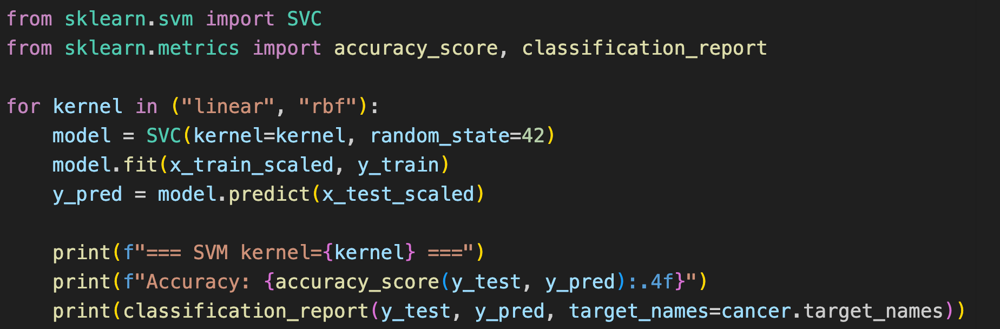 from sklearn.svm import SVC
from sklearn.metrics import accuracy_score, classification_report

for kernel in ("linear", "rbf"):
    model = SVC(kernel=kernel, random_state=42)
    model.fit(x_train_scaled, y_train)
    y_pred = model.predict(x_test_scaled)

    print(f"=== SVM kernel={kernel} ===")
    print(f"Accuracy: {accuracy_score(y_test, y_pred):.4f}")
    print(classification_report(y_test, y_pred, target_names=cancer.target_names))